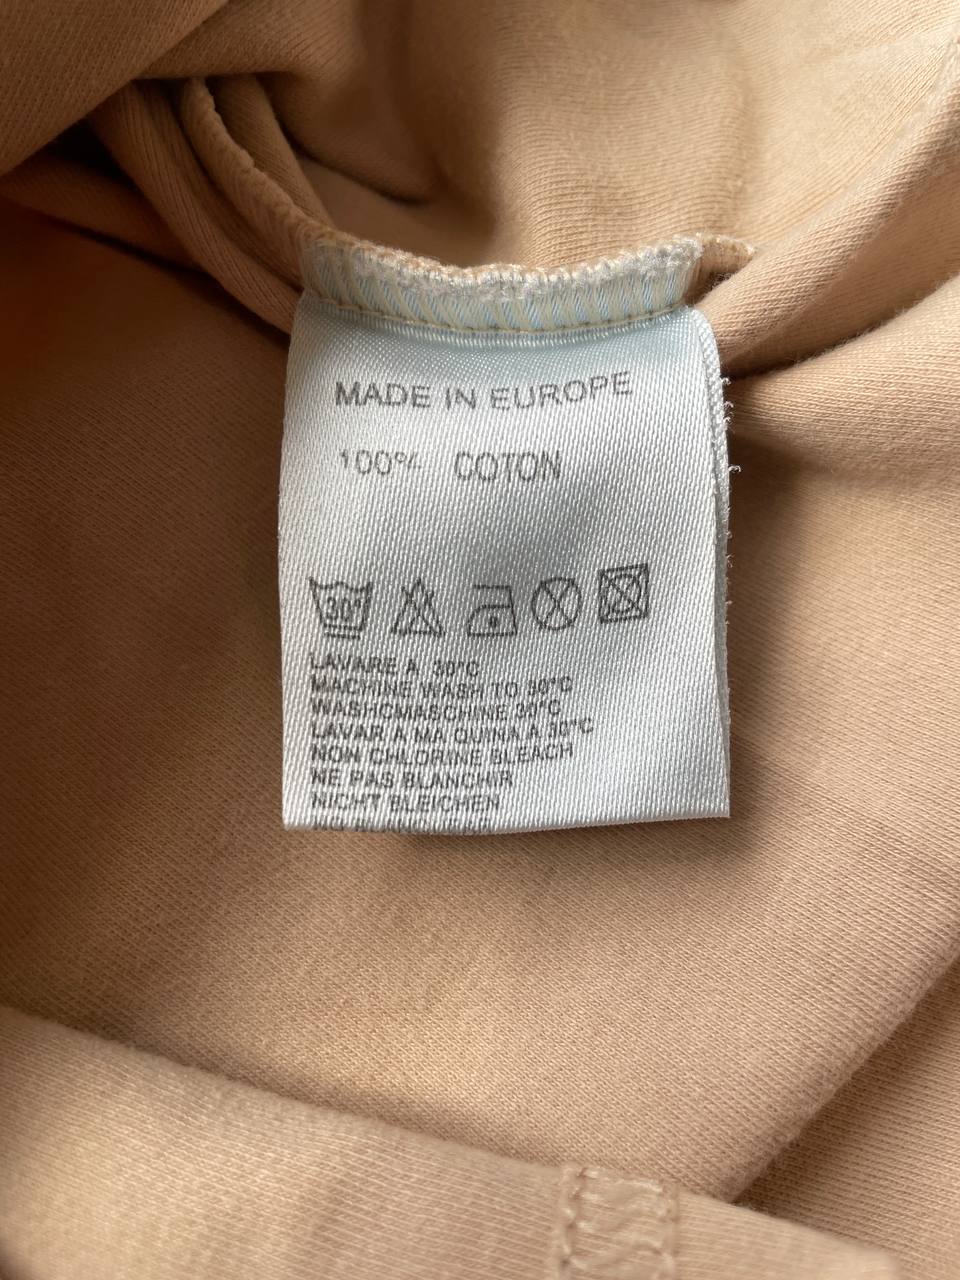 MADE IN EUROPE
100% COTON
30°
LAVARE A 30°C
MACHINE WASH TO 30°C
WASHCMASCHINE 30°C
LAVAR A MA QUINA A 30°C
NON CHLORINE BLEACH
NE PAS BLANCHIR
NICHT BLEICHEN